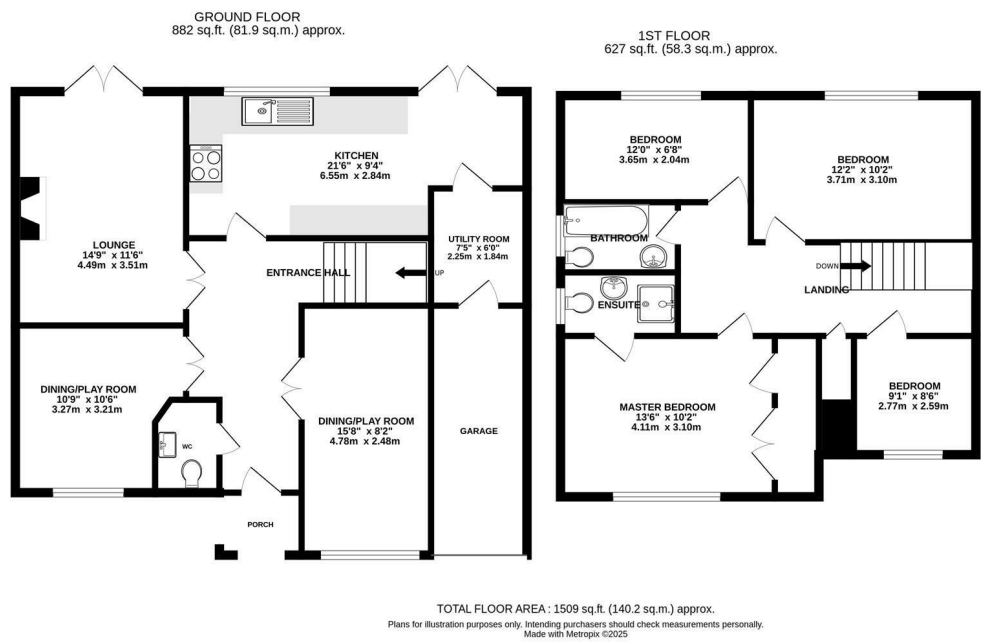 GROUND FLOOR
882 sq.ft. (81.9 sq.m.) approx.
1ST FLOOR
627 sq.ft. (58.3 sq.m.) approx.
KITCHEN
21'6" x 9'4"
6.55m x 2.84m
LOUNGE
14'9" x 11'6"
4.49m x 3.51m
UTILITY ROOM
7'5" x 6'0"
2.25m x 1.84m
ENTRANCE HALL
UP
DINING/PLAY ROOM
10'9" x 10'6"
3.27m x 3.21m
WC
DINING/PLAY ROOM
15'8" x 8'2"
4.78m x 2.48m
GARAGE
PORCH
BEDROOM
12'0" x 6'8"
3.65m x 2.04m
BEDROOM
12'2" x 10'2"
3.71m x 3.10m
BATHROOM
DOWN
LANDING
ENSUITE
MASTER BEDROOM
13'6" x 10'2"
4.11m x 3.10m
BEDROOM
9'1" x 8'6"
2.77m x 2.59m
TOTAL FLOOR AREA : 1509 sq.ft. (140.2 sq.m.) approx.
Plans for illustration purposes only. Intending purchasers should check measurements personally.
Made with Metropix ©2025